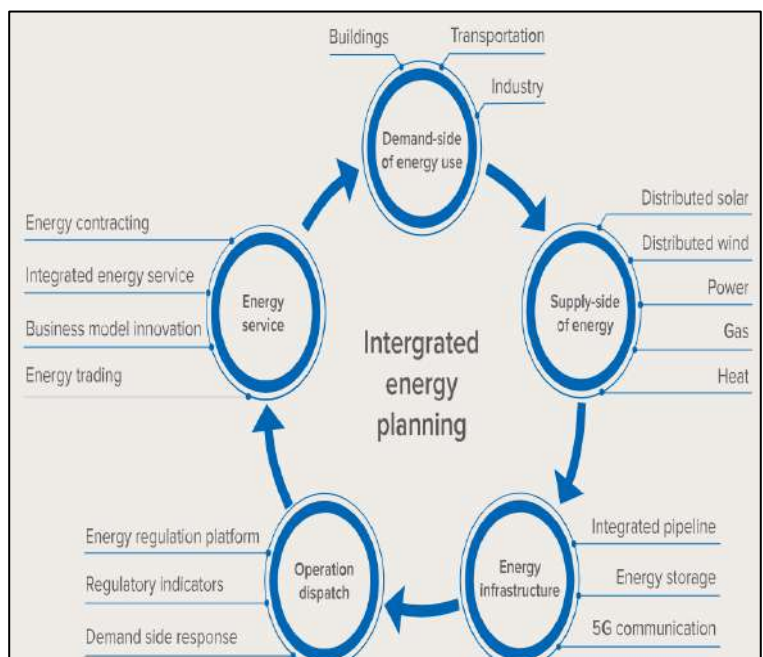 Buildings
Transportation
Industry
Demand-side
of energy use
Distributed solar
Distributed wind
Power
Gas
Heat
Supply-side
of energy
Energy contracting
Integrated energy service
Business model innovation
Energy trading
Energy
service
Intergrated
energy
planning
Energy regulation platform
Regulatory indicators
Demand side response
Operation
dispatch
Energy
infrastructure
Integrated pipeline
Energy storage
5G communication